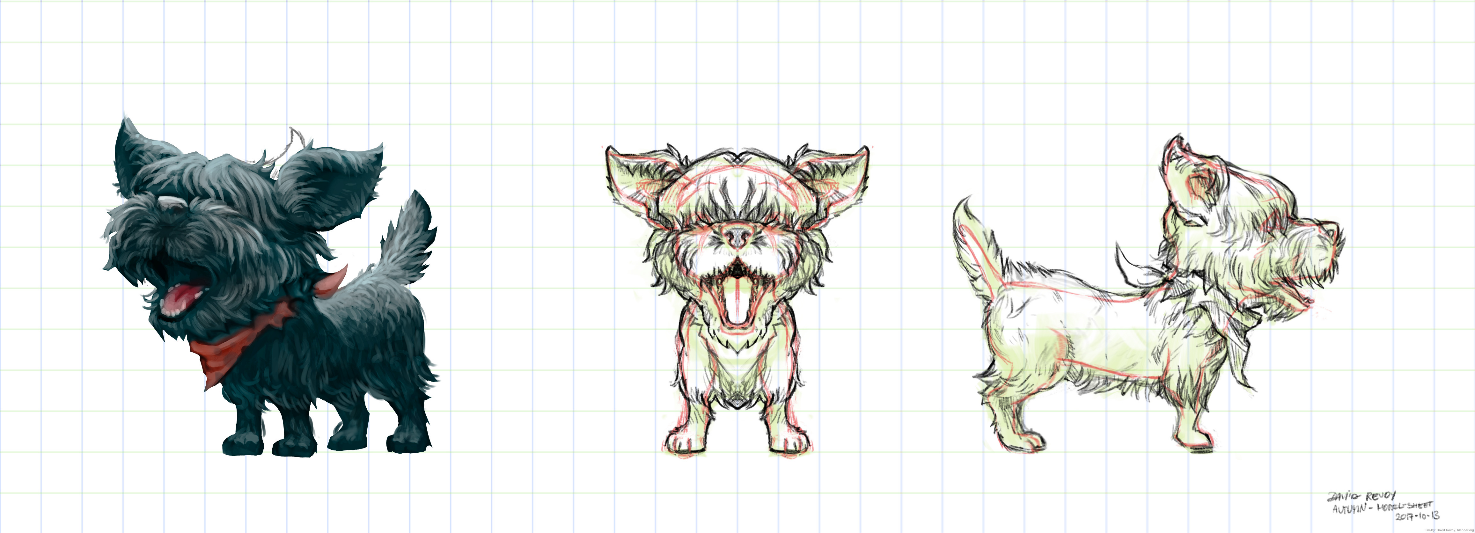 DAVID REVOY
AUTUMN - MODEL-SHEET
2017-10-13